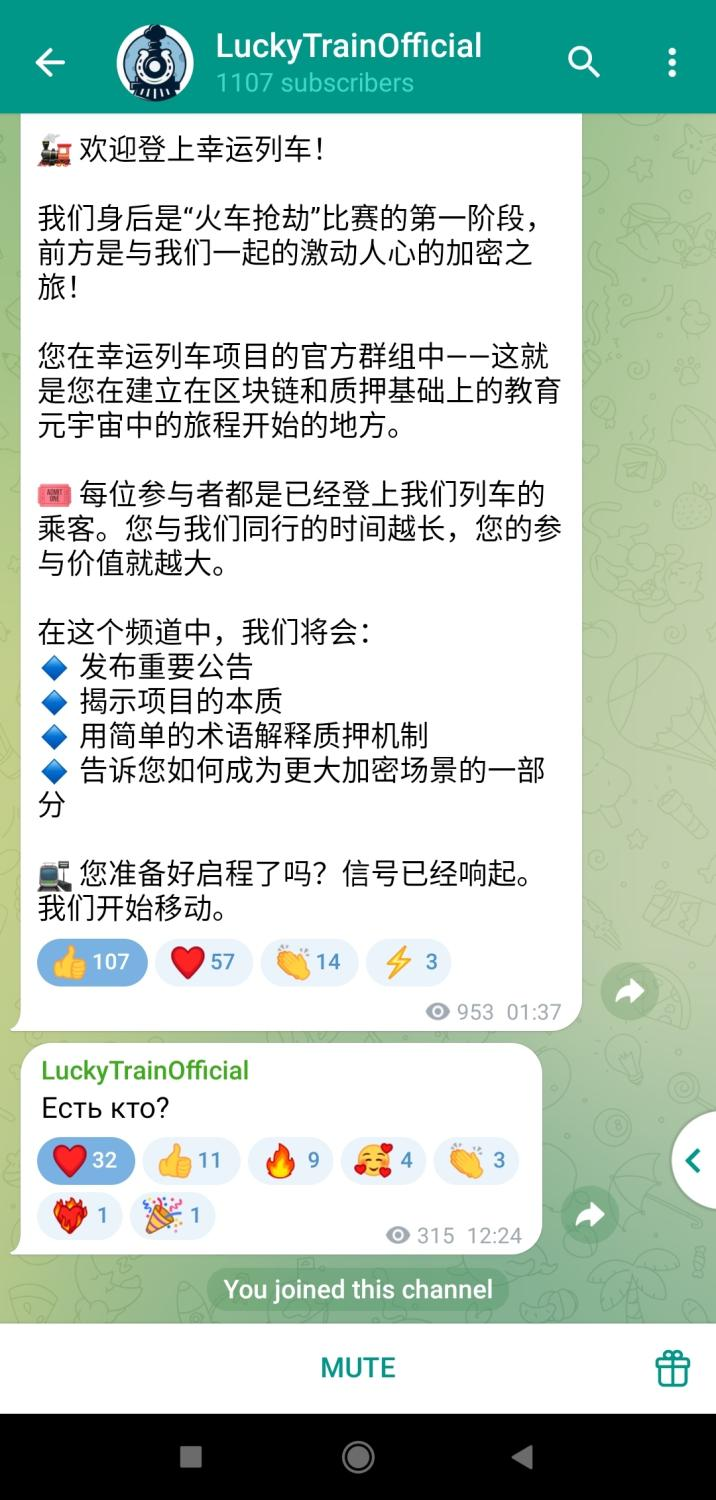 LuckyTrainOfficial
1107 subscribers
🚂 欢迎登上幸运列车！
我们身后是“火车抢劫”比赛的第一阶段，
前方是与我们一起的激动人心的加密之
旅！
您在幸运列车项目的官方群组中——这就
是您在建立在区块链和质押基础上的教育
元宇宙中的旅程开始的地方。
🎟 每位参与者都是已经登上我们列车的
乘客。您与我们同行的时间越长，您的参
与价值就越大。
在这个频道中，我们将会：
🔹 发布重要公告
🔹 揭示项目的本质
🔹 用简单的术语解释质押机制
🔹 告诉您如何成为更大加密场景的一部
分
🚉 您准备好启程了吗？信号已经响起。
我们开始移动。
👍 107 ❤️ 57 👏 14 ⚡ 3
953 01:37
LuckyTrainOfficial
Есть кто?
❤️ 32 👍 11 🔥 9 🥰 4 👏 3
❤️‍🔥 1 🎉 1
315 12:24
You joined this channel
MUTE